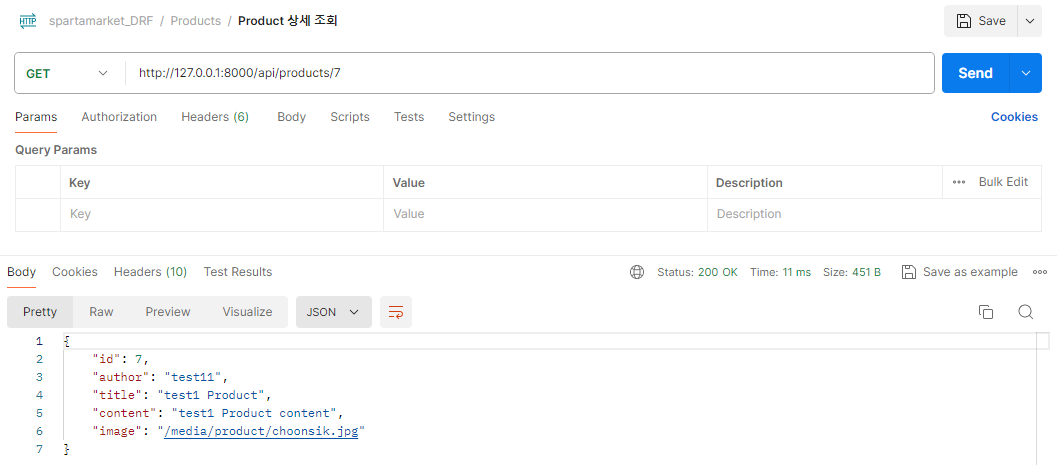 HTTP spartamarket_DRF / Products / Product 상세 조회 Save
GET http://127.0.0.1:8000/api/products/7 Send
Params Authorization Headers (6) Body Scripts Tests Settings Cookies
Query Params
Key Value Description ••• Bulk Edit
Key Value Description
Body Cookies Headers (10) Test Results Status: 200 OK Time: 11 ms Size: 451 B Save as example •••
Pretty Raw Preview Visualize JSON
1 {
2 "id": 7,
3 "author": "test11",
4 "title": "test1 Product",
5 "content": "test1 Product content",
6 "image": "/media/product/choonsik.jpg"
7 }